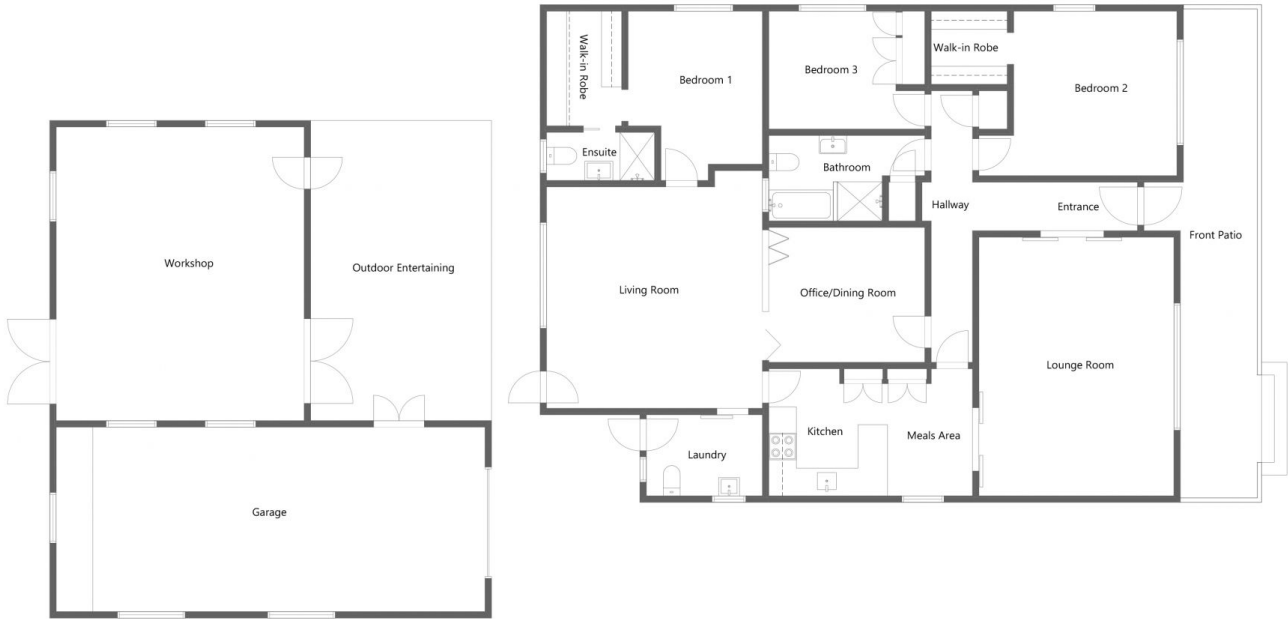 Walk-in Robe
Bedroom 1
Bedroom 3
Walk-in Robe
Bedroom 2
Ensuite
Bathroom
Hallway
Entrance
Front Patio
Workshop
Outdoor Entertaining
Living Room
Office/Dining Room
Lounge Room
Kitchen
Meals Area
Laundry
Garage